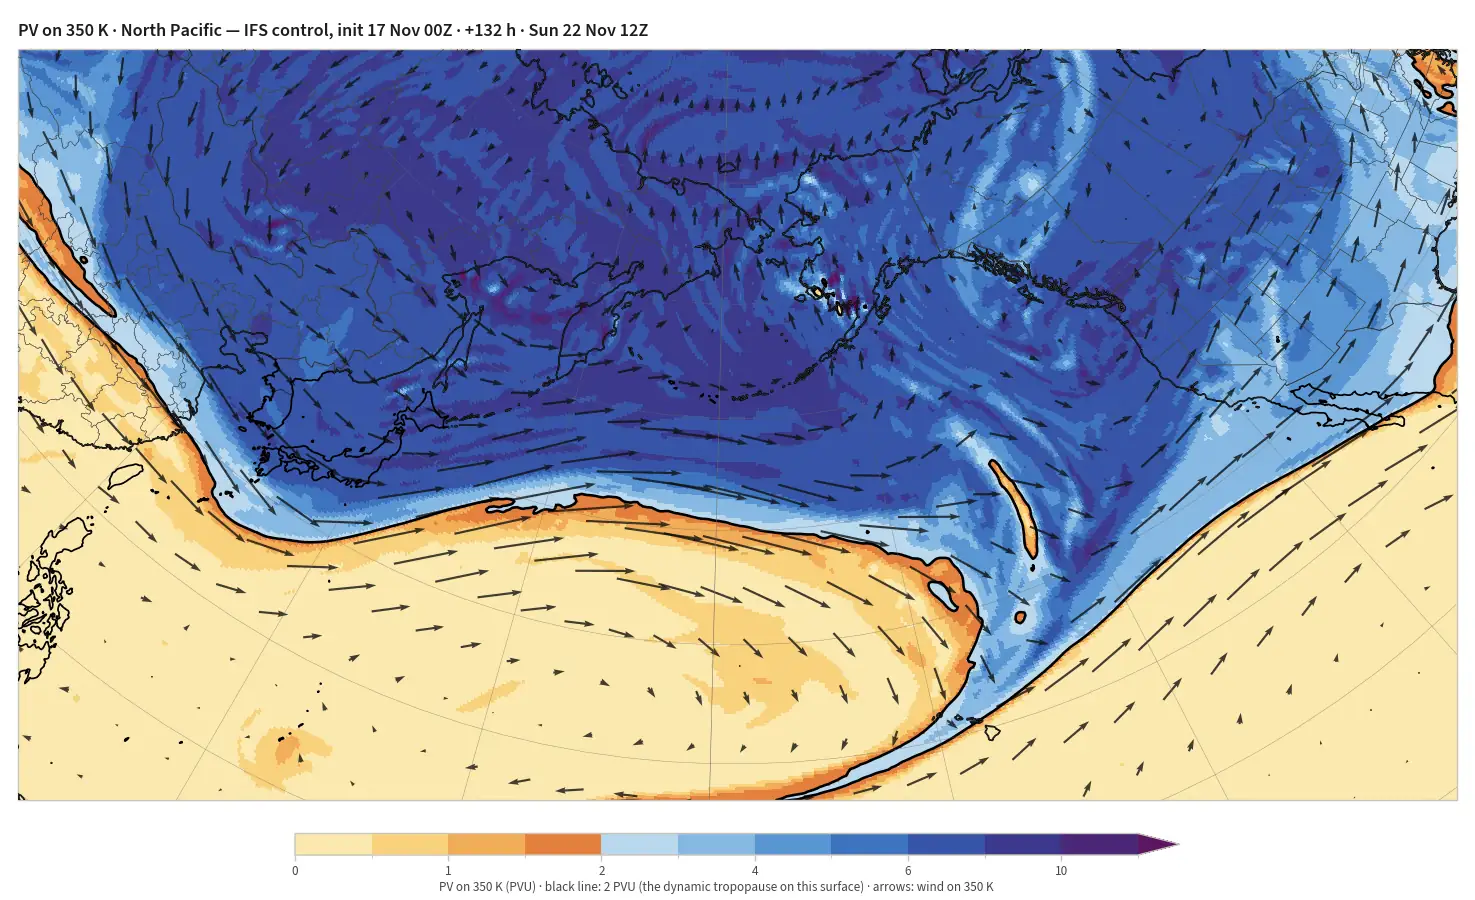 PV on 350 K · North Pacific — IFS control, init 17 Nov 00Z · +132 h · Sun 22 Nov 12Z
0 1 2 4 6 10
PV on 350 K (PVU) · black line: 2 PVU (the dynamic tropopause on this surface) · arrows: wind on 350 K